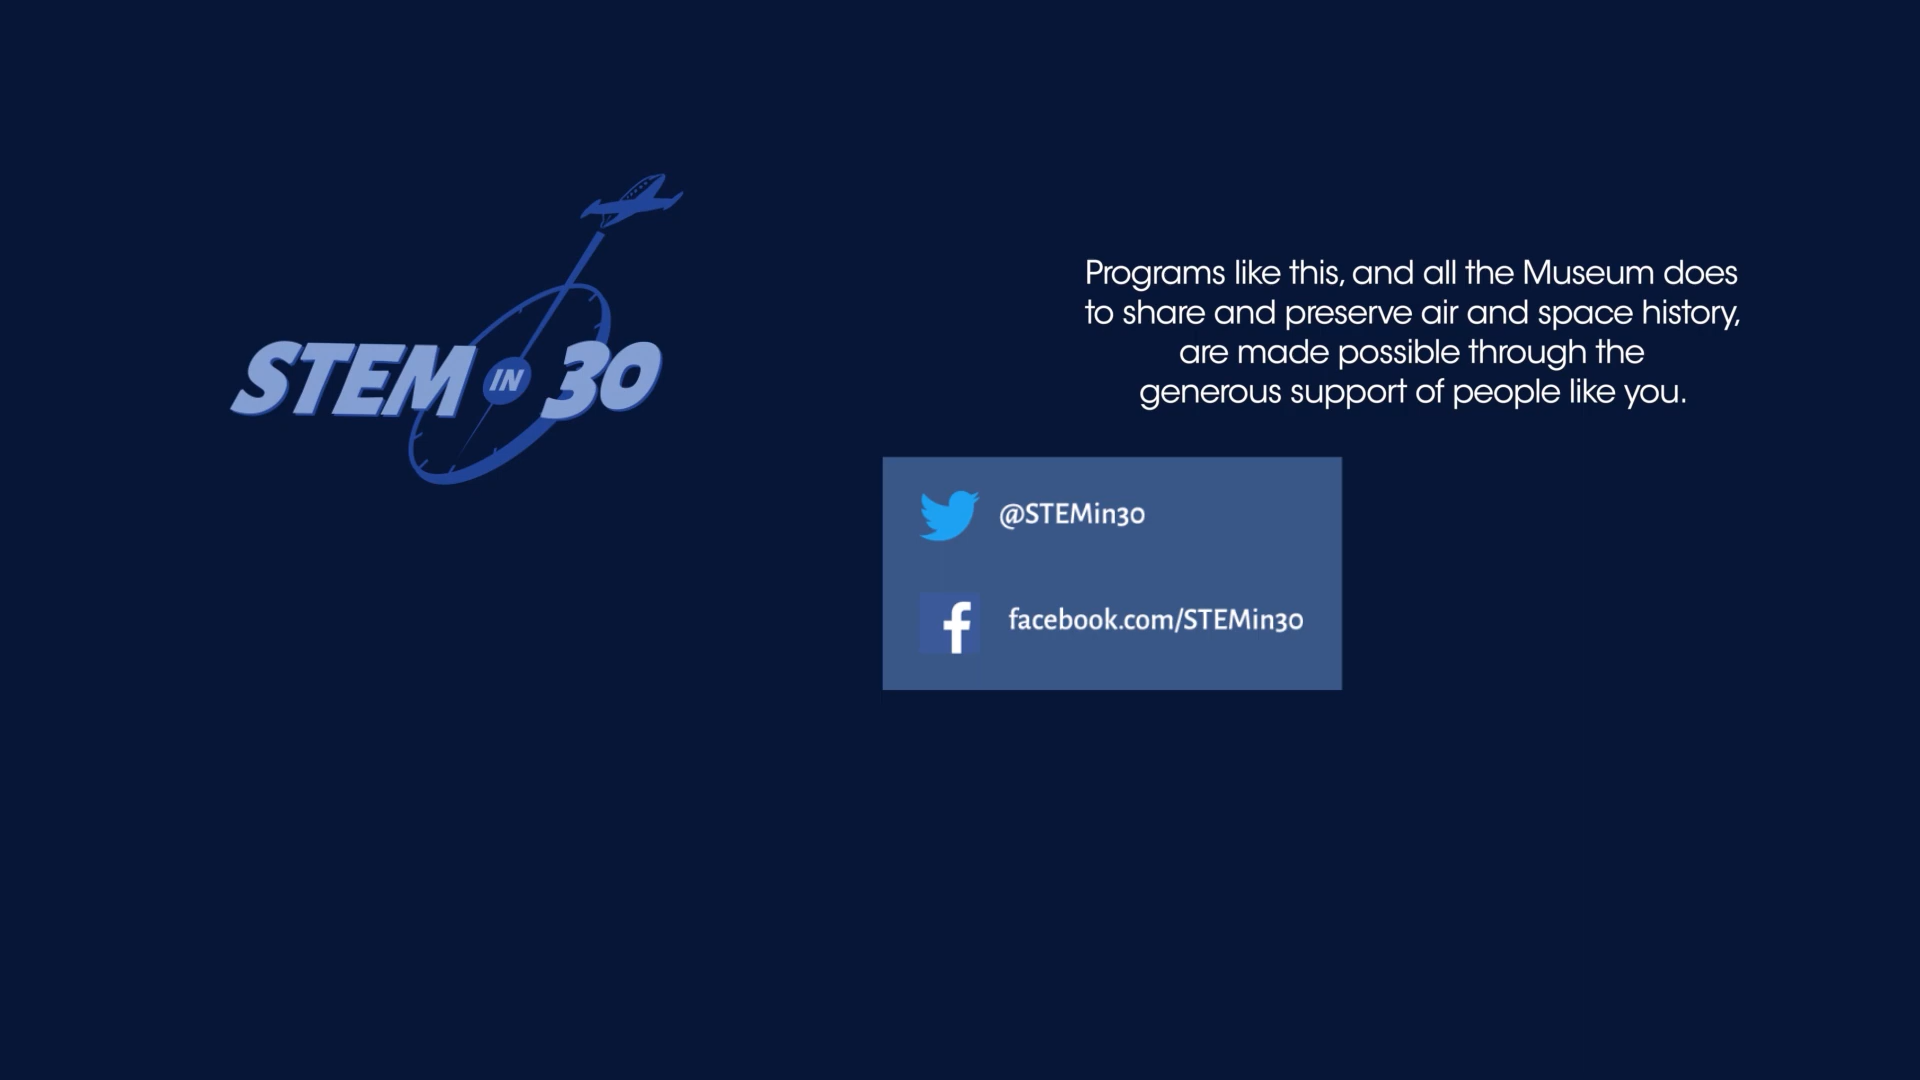 STEM IN 30
Programs like this, and all the Museum does
to share and preserve air and space history,
are made possible through the
generous support of people like you.
@STEMin30
facebook.com/STEMin30